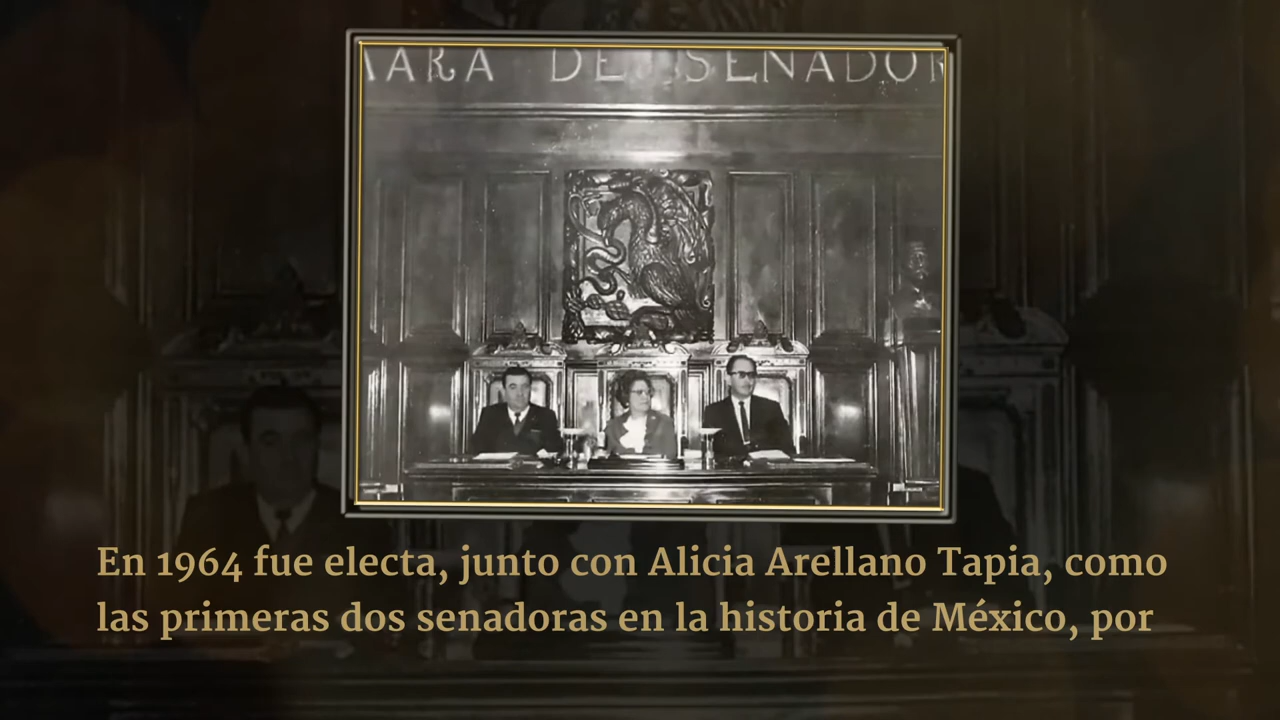 ARA DE SENADOR
En 1964 fue electa, junto con Alicia Arellano Tapia, como
las primeras dos senadoras en la historia de México, por